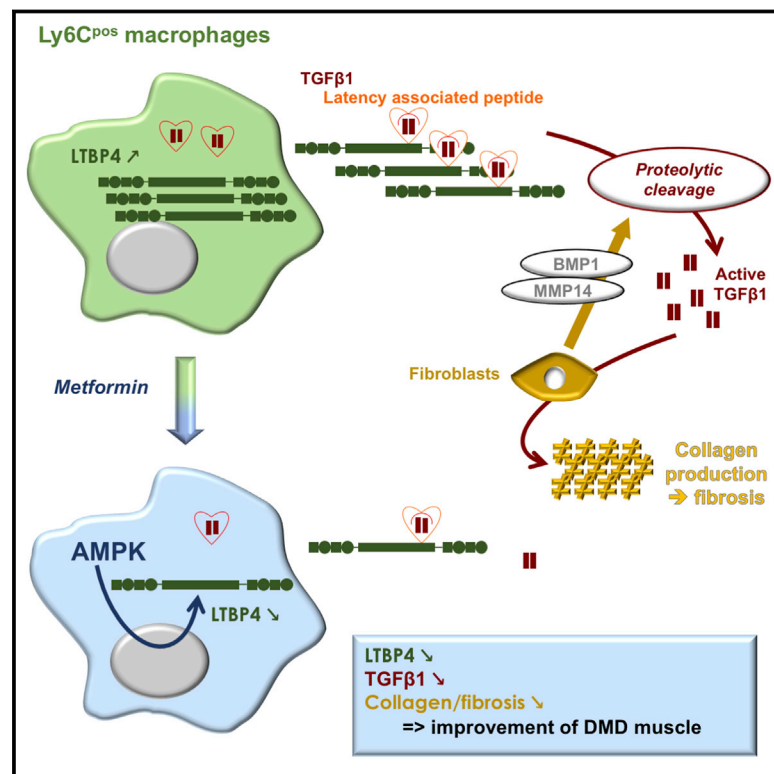 Ly6Cpos macrophages
TGFβ1
Latency associated peptide
LTBP4 ↗
Proteolytic
cleavage
BMP1
MMP14
Active
TGFβ1
Fibroblasts
Metformin
Collagen
production
➔ fibrosis
AMPK
LTBP4 ↘
LTBP4 ↘
TGFβ1 ↘
Collagen/fibrosis ↘
=> improvement of DMD muscle